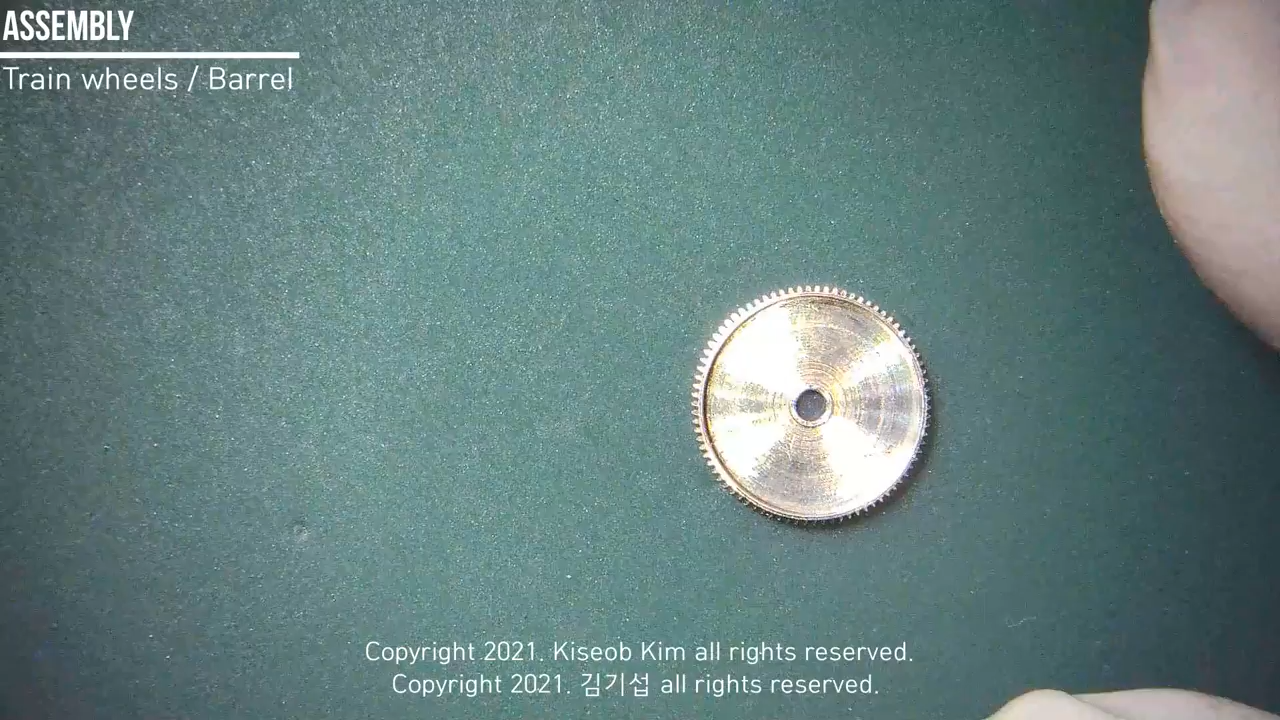 ASSEMBLY
Train wheels / Barrel
Copyright 2021. Kiseob Kim all rights reserved.
Copyright 2021. 김기섭 all rights reserved.